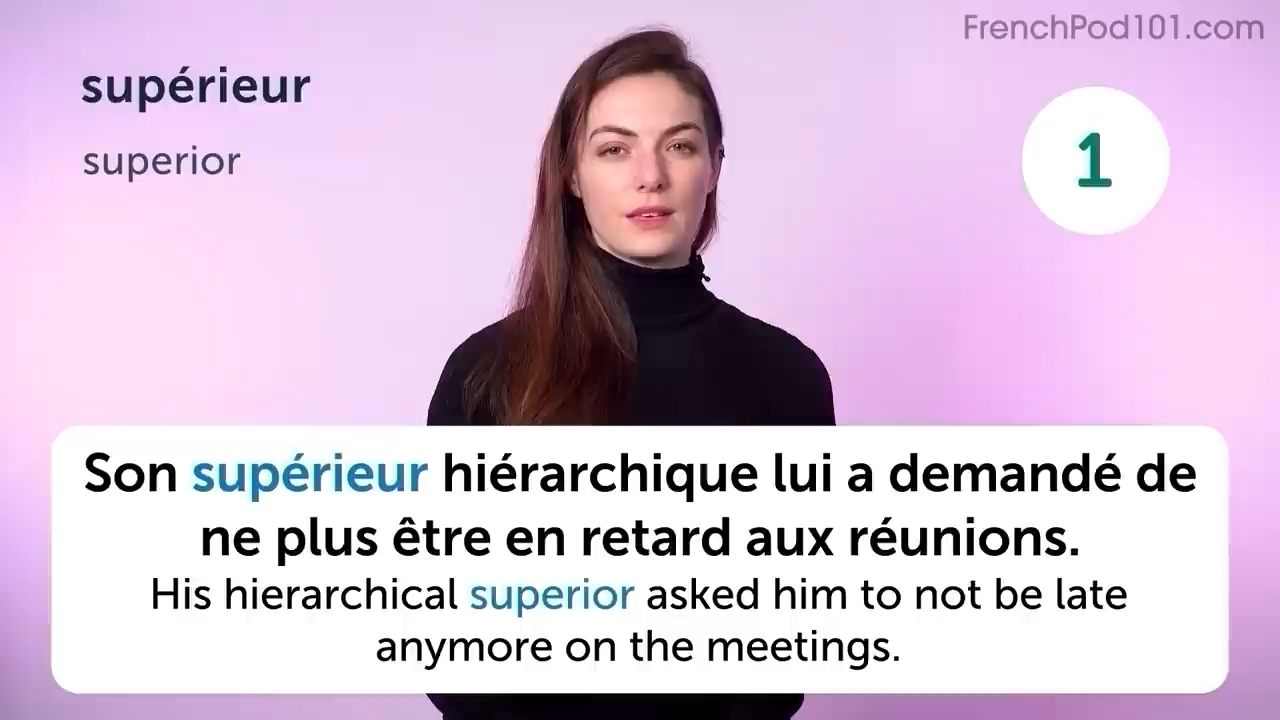 FrenchPod101.com
supérieur
superior
1
Son supérieur hiérarchique lui a demandé de
ne plus être en retard aux réunions.
His hierarchical superior asked him to not be late
anymore on the meetings.